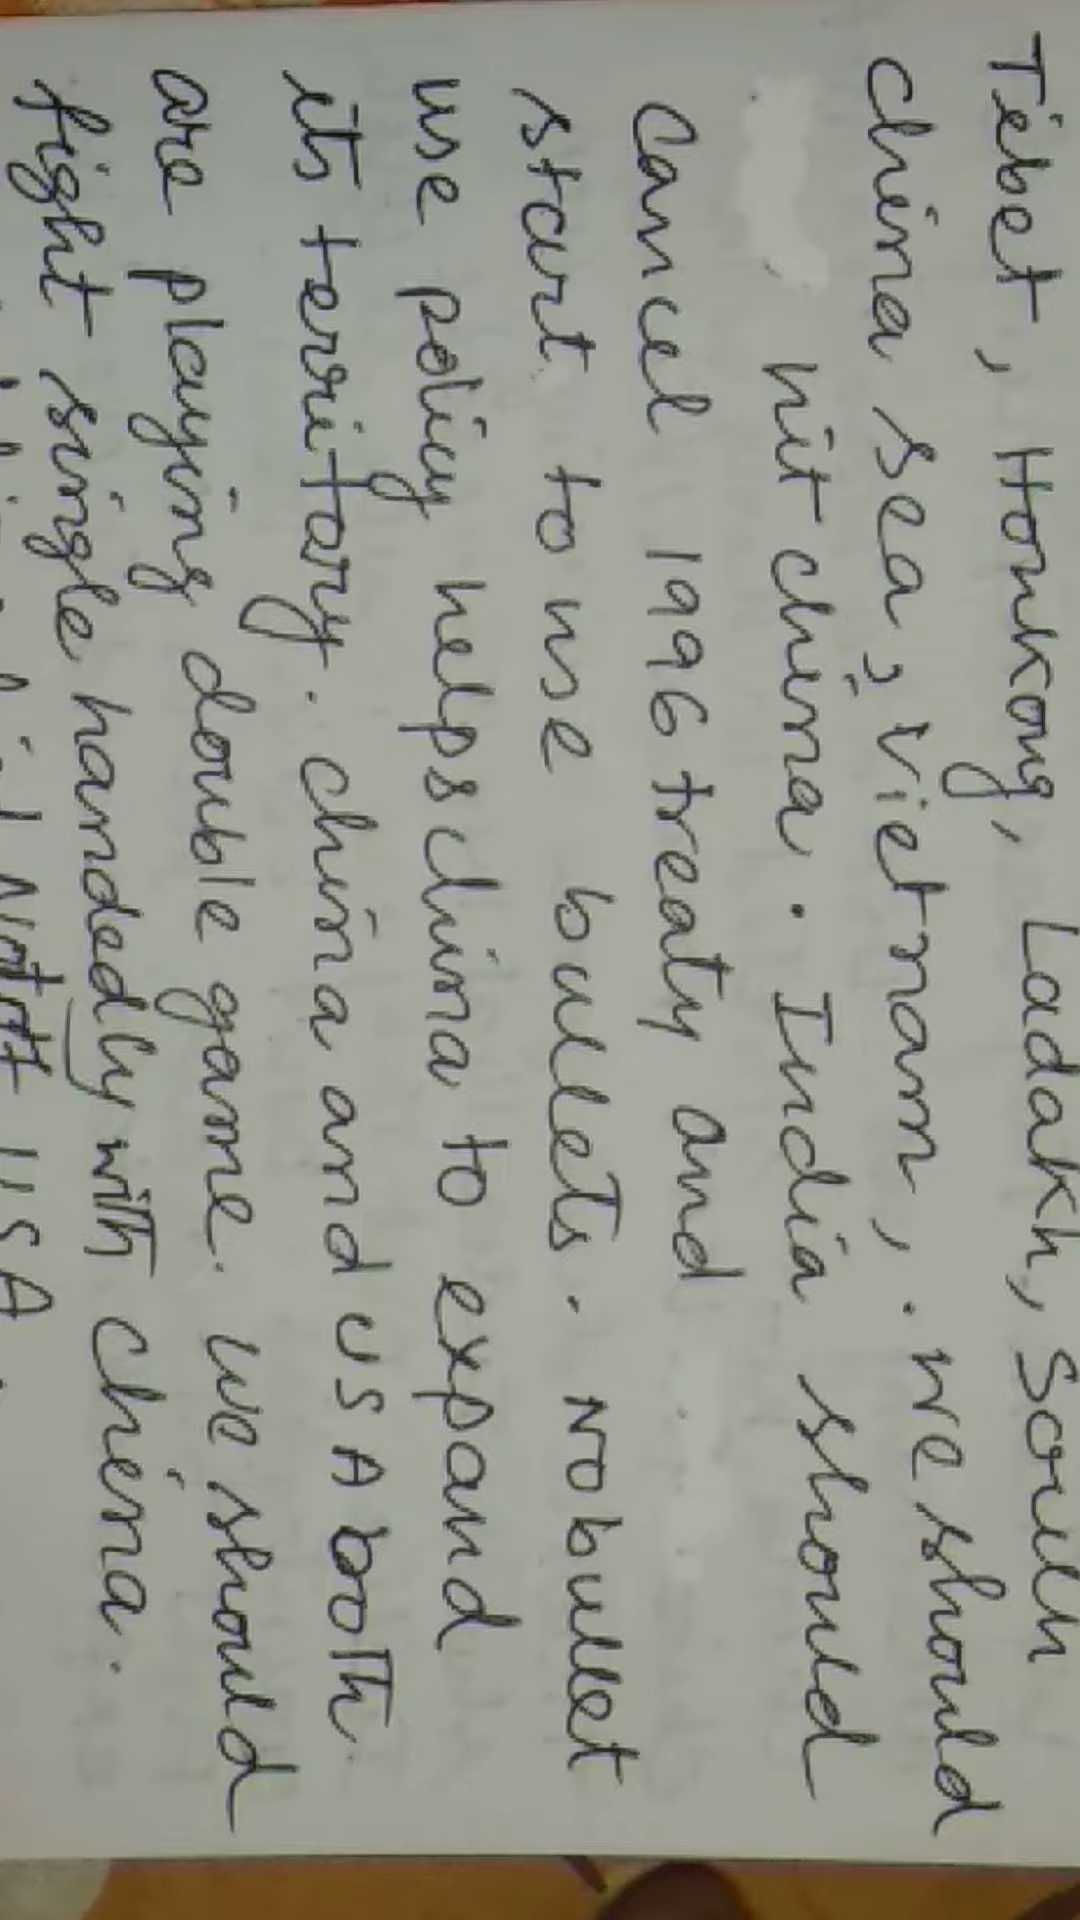 Tibet, Honkong, Ladakh, South
china sea, vietnam, . we should
hit china. India should
cancel 1996 treaty and
start to use bullets. No bullet
use policy helps china to expand
its territary. china and USA both
are playing double game. we should
fight single handedly with china.
USA